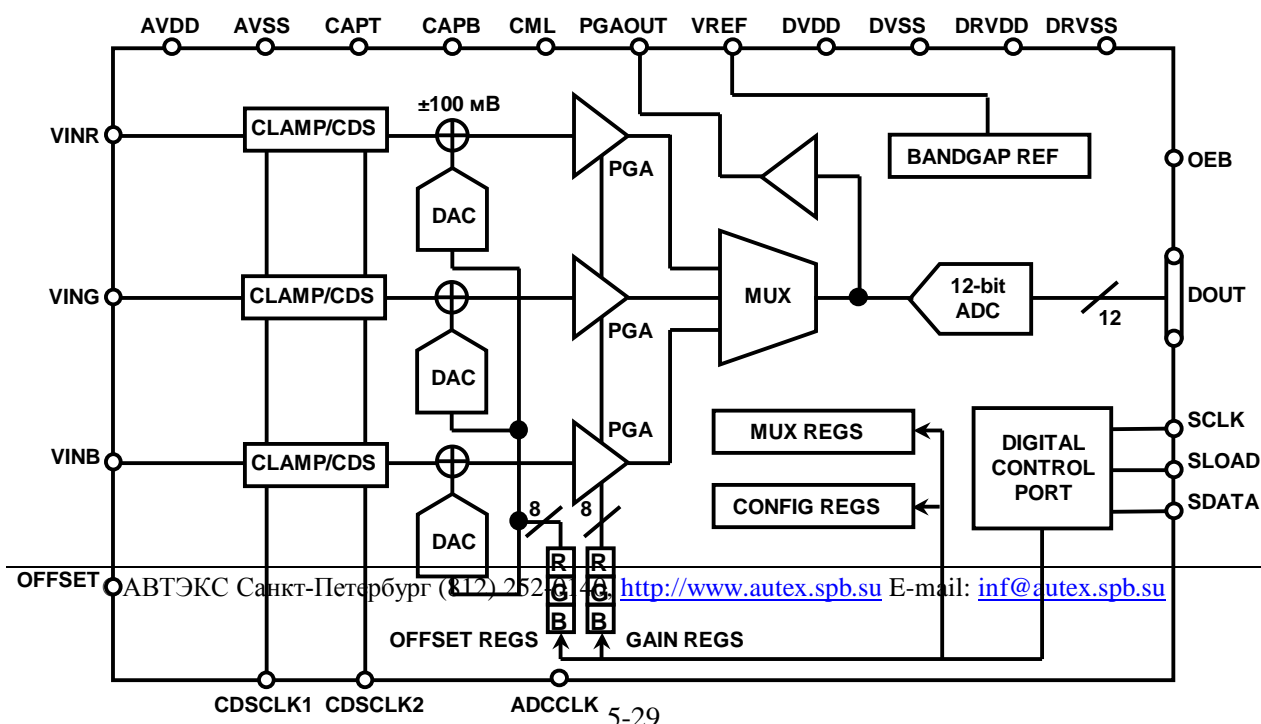 AVDD AVSS CAPT CAPB CML PGAOUT VREF DVDD DVSS DRVDD DRVSS
±100 мВ
VINR CLAMP/CDS PGA BANDGAP REF OEB
DAC
VING CLAMP/CDS PGA MUX 12-bit ADC 12 DOUT
DAC
VINB CLAMP/CDS PGA MUX REGS DIGITAL CONTROL PORT SCLK
SLOAD
CONFIG REGS SDATA
DAC 8 8
R R
OFFSET ©АВТЭКС Санкт-Петербург (812) http://www.autex.spb.su E-mail: inf@autex.spb.su
G G
B B
OFFSET REGS GAIN REGS
CDSCLK1 CDSCLK2 ADCCLK
5-29